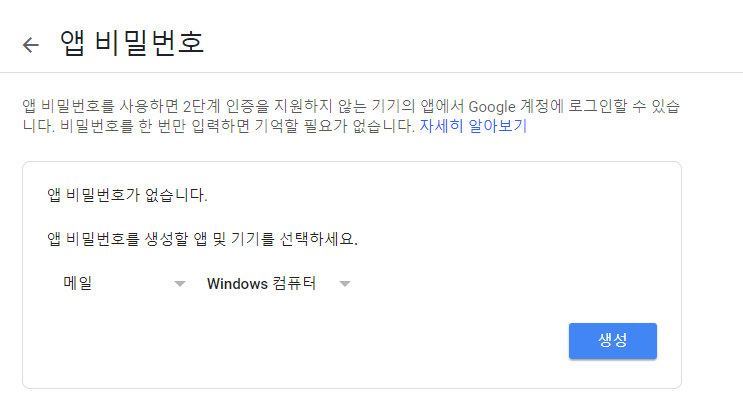 앱 비밀번호
앱 비밀번호를 사용하면 2단계 인증을 지원하지 않는 기기의 앱에서 Google 계정에 로그인할 수 있습
니다. 비밀번호를 한 번만 입력하면 기억할 필요가 없습니다. 자세히 알아보기
앱 비밀번호가 없습니다.
앱 비밀번호를 생성할 앱 및 기기를 선택하세요.
메일 Windows 컴퓨터
생성